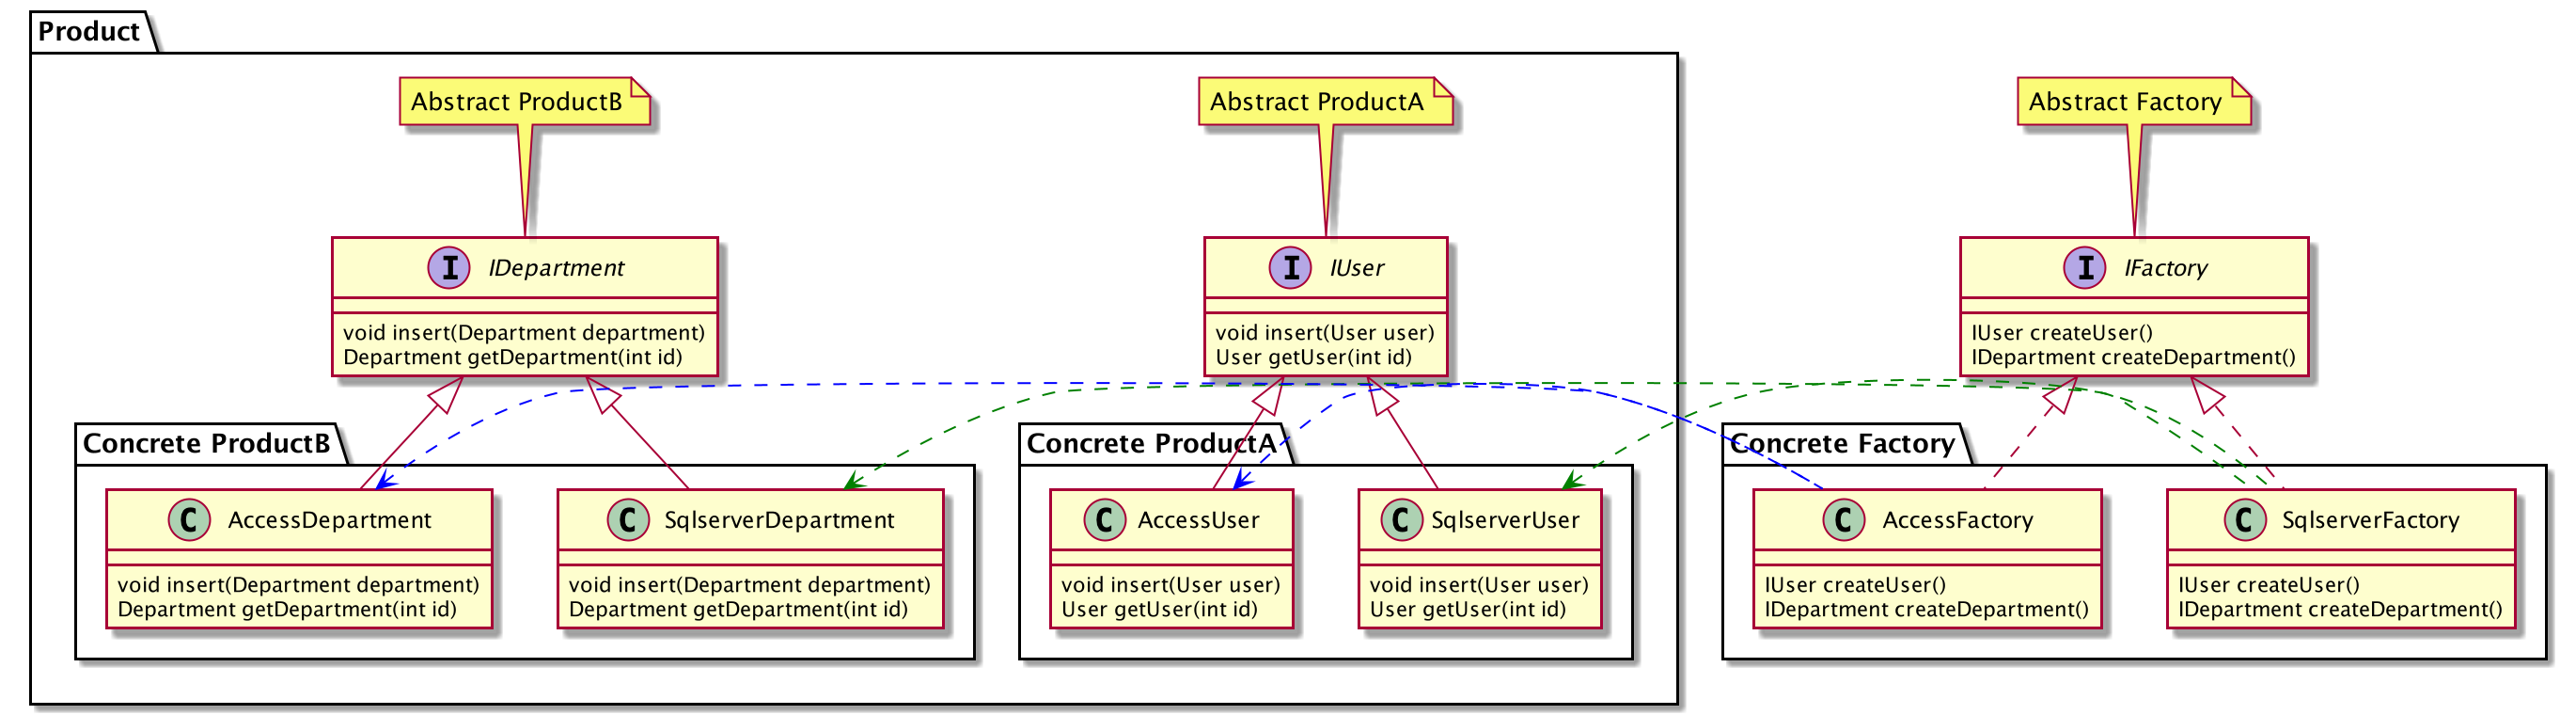 Product
Abstract ProductB
Abstract ProductA
Abstract Factory
I IDepartment
void insert(Department department)
Department getDepartment(int id)
I IUser
void insert(User user)
User getUser(int id)
I IFactory
IUser createUser()
IDepartment createDepartment()
Concrete ProductB
C AccessDepartment
void insert(Department department)
Department getDepartment(int id)
C SqlserverDepartment
void insert(Department department)
Department getDepartment(int id)
Concrete ProductA
C AccessUser
void insert(User user)
User getUser(int id)
C SqlserverUser
void insert(User user)
User getUser(int id)
Concrete Factory
C AccessFactory
IUser createUser()
IDepartment createDepartment()
C SqlserverFactory
IUser createUser()
IDepartment createDepartment()